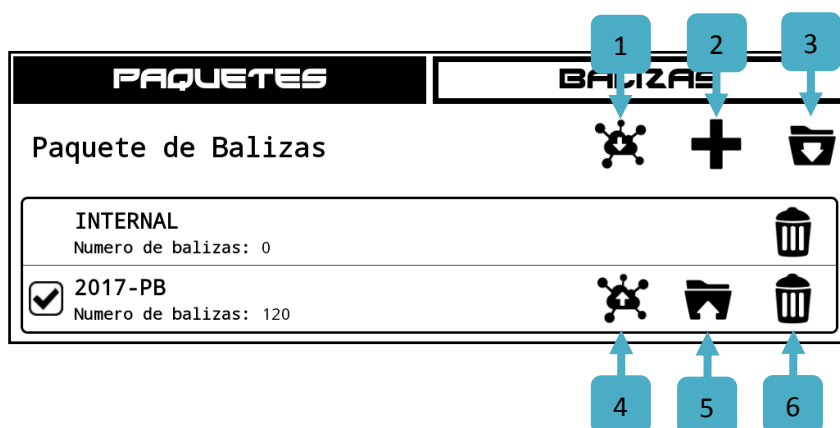 1 2 3
PAQUETES BALIZAS
Paquete de Balizas
INTERNAL
Numero de balizas: 0
2017-PB
Numero de balizas: 120
4 5 6